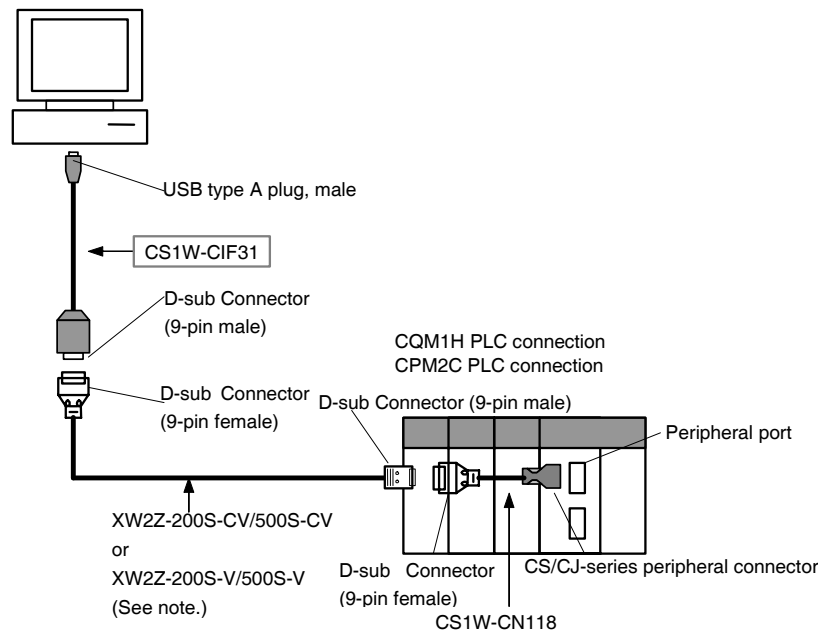 USB type A plug, male
CS1W-CIF31
D-sub Connector
(9-pin male)
CQM1H PLC connection
CPM2C PLC connection
D-sub Connector
(9-pin female)
D-sub Connector (9-pin male)
Peripheral port
XW2Z-200S-CV/500S-CV
or
XW2Z-200S-V/500S-V
(See note.)
D-sub Connector
(9-pin female)
CS/CJ-series peripheral connector
CS1W-CN118